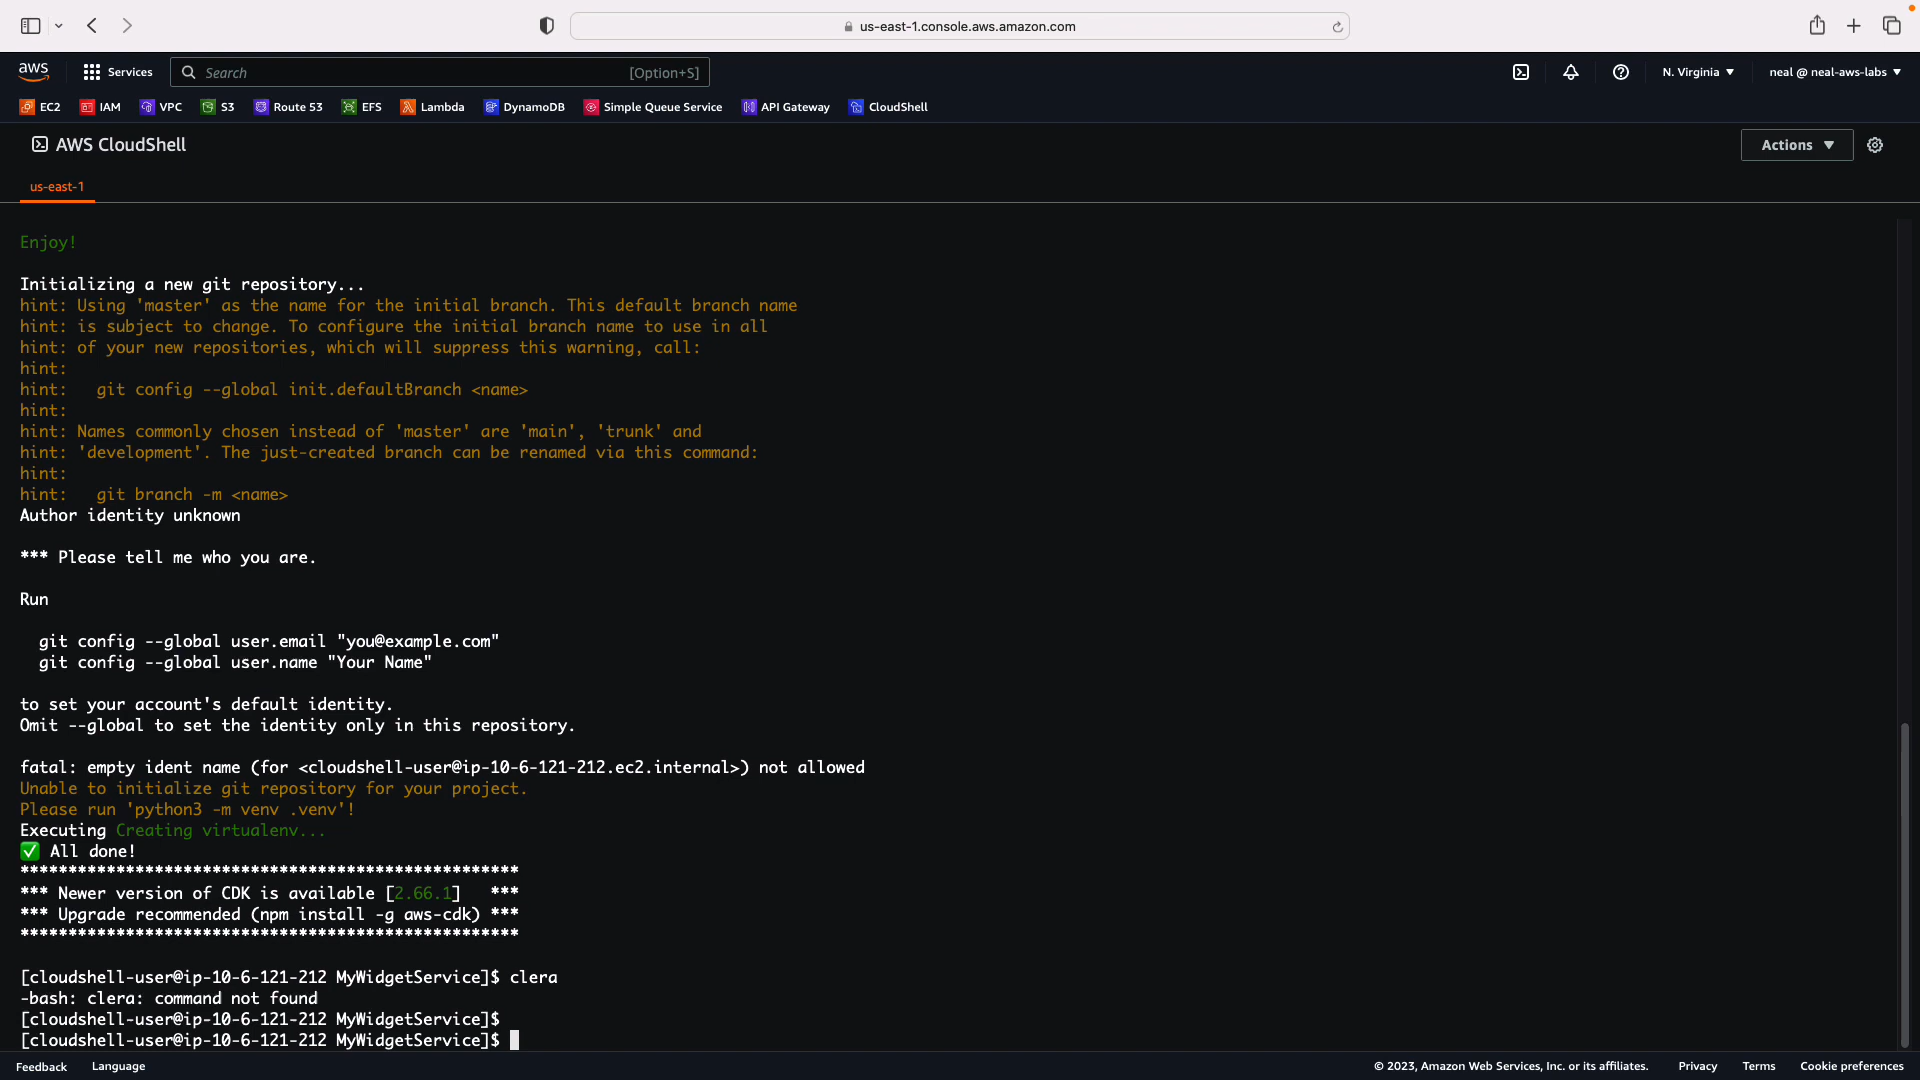 us-east-1.console.aws.amazon.com
aws Services Search [Option+S] N. Virginia ▼ neal @ neal-aws-labs ▼
EC2 IAM VPC S3 Route 53 EFS Lambda DynamoDB Simple Queue Service API Gateway CloudShell
AWS CloudShell Actions ▼
us-east-1
Enjoy!
Initializing a new git repository...
hint: Using 'master' as the name for the initial branch. This default branch name
hint: is subject to change. To configure the initial branch name to use in all
hint: of your new repositories, which will suppress this warning, call:
hint:
hint:   git config --global init.defaultBranch <name>
hint:
hint: Names commonly chosen instead of 'master' are 'main', 'trunk' and
hint: 'development'. The just-created branch can be renamed via this command:
hint:
hint:   git branch -m <name>
Author identity unknown
*** Please tell me who you are.
Run
  git config --global user.email "you@example.com"
  git config --global user.name "Your Name"
to set your account's default identity.
Omit --global to set the identity only in this repository.
fatal: empty ident name (for <cloudshell-user@ip-10-6-121-212.ec2.internal>) not allowed
Unable to initialize git repository for your project.
Please run 'python3 -m venv .venv'!
Executing Creating virtualenv...
✅ All done!
****************************************************
*** Newer version of CDK is available [2.66.1]   ***
*** Upgrade recommended (npm install -g aws-cdk) ***
****************************************************
[cloudshell-user@ip-10-6-121-212 MyWidgetService]$ clera
-bash: clera: command not found
[cloudshell-user@ip-10-6-121-212 MyWidgetService]$
[cloudshell-user@ip-10-6-121-212 MyWidgetService]$
Feedback Language © 2023, Amazon Web Services, Inc. or its affiliates. Privacy Terms Cookie preferences